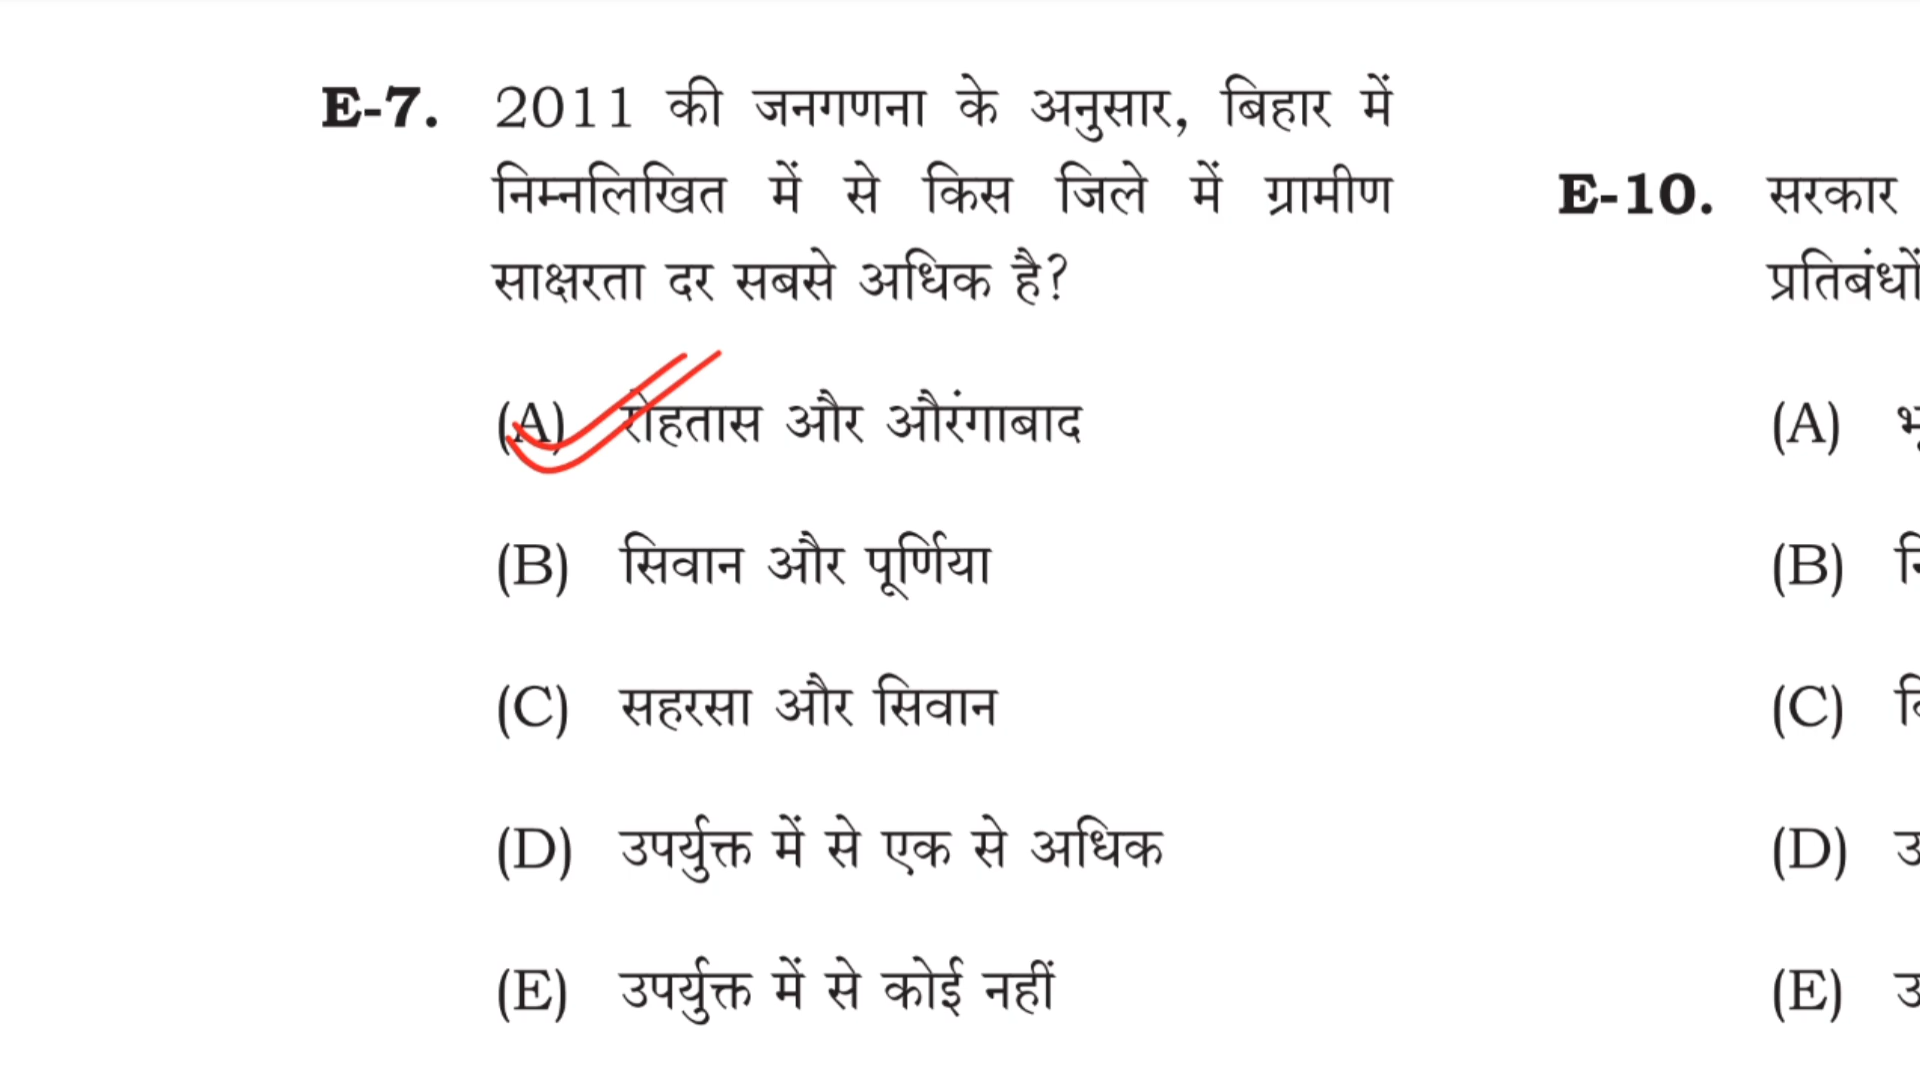 E-7. 2011 की जनगणना के अनुसार, बिहार में
निम्नलिखित में से किस जिले में ग्रामीण
साक्षरता दर सबसे अधिक है?
(A) रोहतास और औरंगाबाद
(B) सिवान और पूर्णिया
(C) सहरसा और सिवान
(D) उपर्युक्त में से एक से अधिक
(E) उपर्युक्त में से कोई नहीं
E-10. सरकार
प्रतिबंधों
(A)
(B)
(C)
(D)
(E)